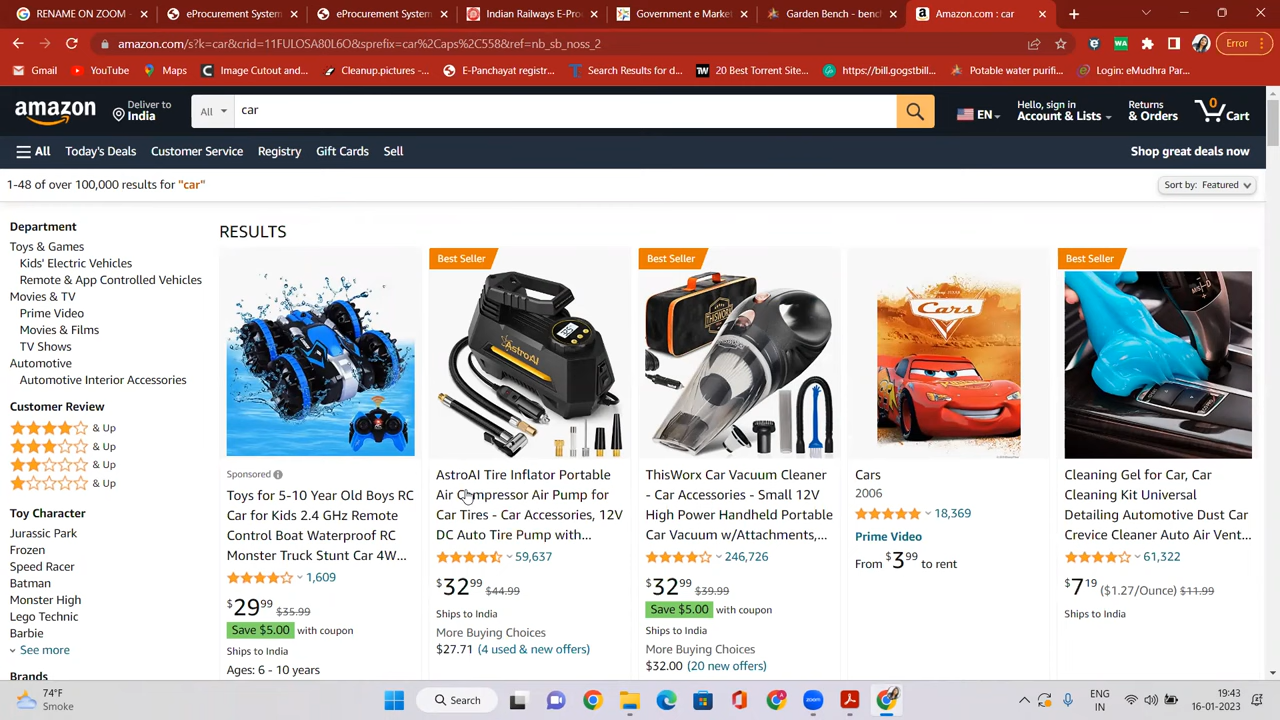 RENAME ON ZOOM -
eProcurement System
eProcurement System
Indian Railways E-Pro
Government e Market
Garden Bench - bench
Amazon.com : car
amazon.com/s?k=car&crid=11FULOSA80L6O&sprefix=car%2Caps%2C558&ref=nb_sb_noss_2
Error
Gmail
YouTube
Maps
Image Cutout and...
Cleanup.pictures -...
E-Panchayat registr...
Search Results for d...
20 Best Torrent Site...
https://bill.gogstbill...
Potable water purifi...
Login: eMudhra Par...
amazon
Deliver to
India
All
car
EN
Hello, sign in
Account & Lists
Returns
& Orders
0
Cart
All
Today's Deals
Customer Service
Registry
Gift Cards
Sell
Shop great deals now
1-48 of over 100,000 results for "car"
Sort by: Featured
Department
Toys & Games
Kids' Electric Vehicles
Remote & App Controlled Vehicles
Movies & TV
Prime Video
Movies & Films
TV Shows
Automotive
Automotive Interior Accessories
Customer Review
& Up
& Up
& Up
& Up
Toy Character
Jurassic Park
Frozen
Speed Racer
Batman
Monster High
Lego Technic
Barbie
See more
Brands
RESULTS
Sponsored
Toys for 5-10 Year Old Boys RC
Car for Kids 2.4 GHz Remote
Control Boat Waterproof RC
Monster Truck Stunt Car 4W...
1,609
$29.99 $35.99
Save $5.00 with coupon
Ships to India
Ages: 6 - 10 years
Best Seller
AstroAI
AstroAI Tire Inflator Portable
Air Compressor Air Pump for
Car Tires - Car Accessories, 12V
DC Auto Tire Pump with...
59,637
$32.99 $44.99
Ships to India
More Buying Choices
$27.71 (4 used & new offers)
Best Seller
THISWORX
ThisWorx Car Vacuum Cleaner
- Car Accessories - Small 12V
High Power Handheld Portable
Car Vacuum w/Attachments,...
246,726
$32.99 $39.99
Save $5.00 with coupon
Ships to India
More Buying Choices
$32.00 (20 new offers)
Cars
Cars
2006
18,369
Prime Video
From $3.99 to rent
Best Seller
Cleaning Gel for Car, Car
Cleaning Kit Universal
Detailing Automotive Dust Car
Crevice Cleaner Auto Air Vent...
61,322
$7.19 ($1.27/Ounce) $11.99
Ships to India
74°F
Smoke
Search
ENG
IN
19:43
16-01-2023